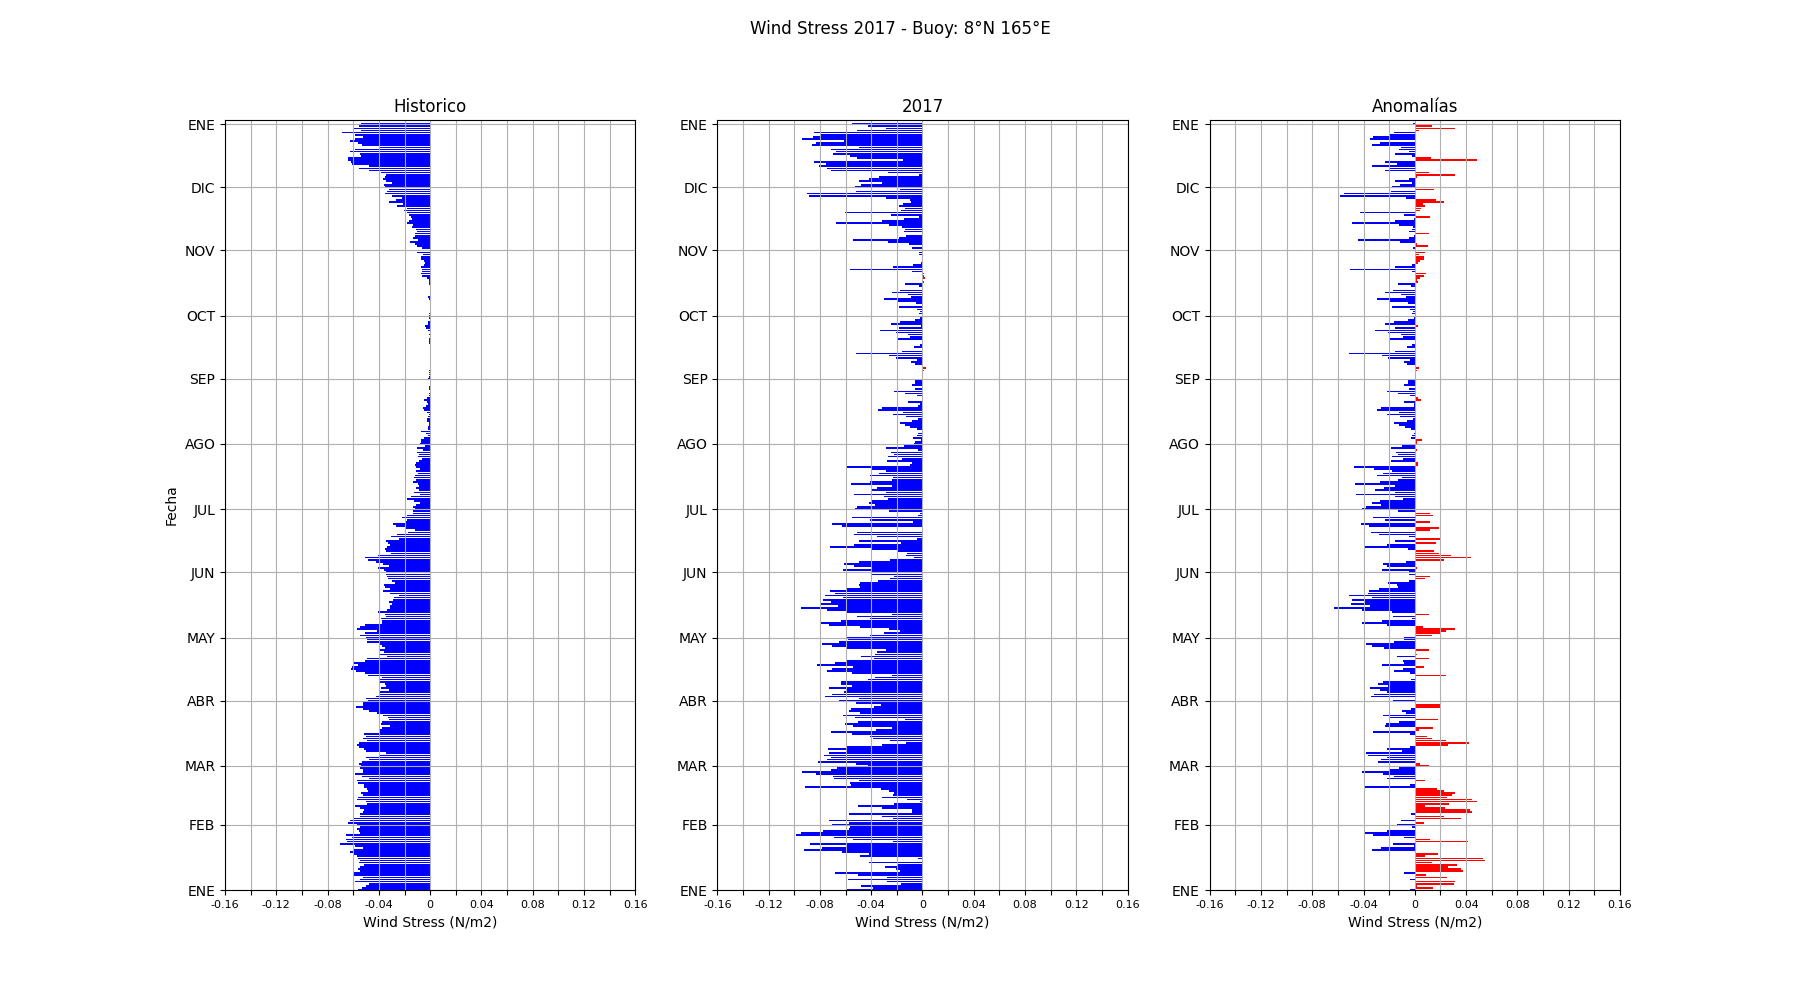 Wind Stress 2017 - Buoy: 8°N 165°E
Historico
2017
Anomalías
Fecha
ENE
DIC
NOV
OCT
SEP
AGO
JUL
JUN
MAY
ABR
MAR
FEB
ENE
-0.16 -0.12 -0.08 -0.04 0 0.04 0.08 0.12 0.16
Wind Stress (N/m2)
ENE
DIC
NOV
OCT
SEP
AGO
JUL
JUN
MAY
ABR
MAR
FEB
ENE
-0.16 -0.12 -0.08 -0.04 0 0.04 0.08 0.12 0.16
Wind Stress (N/m2)
ENE
DIC
NOV
OCT
SEP
AGO
JUL
JUN
MAY
ABR
MAR
FEB
ENE
-0.16 -0.12 -0.08 -0.04 0 0.04 0.08 0.12 0.16
Wind Stress (N/m2)